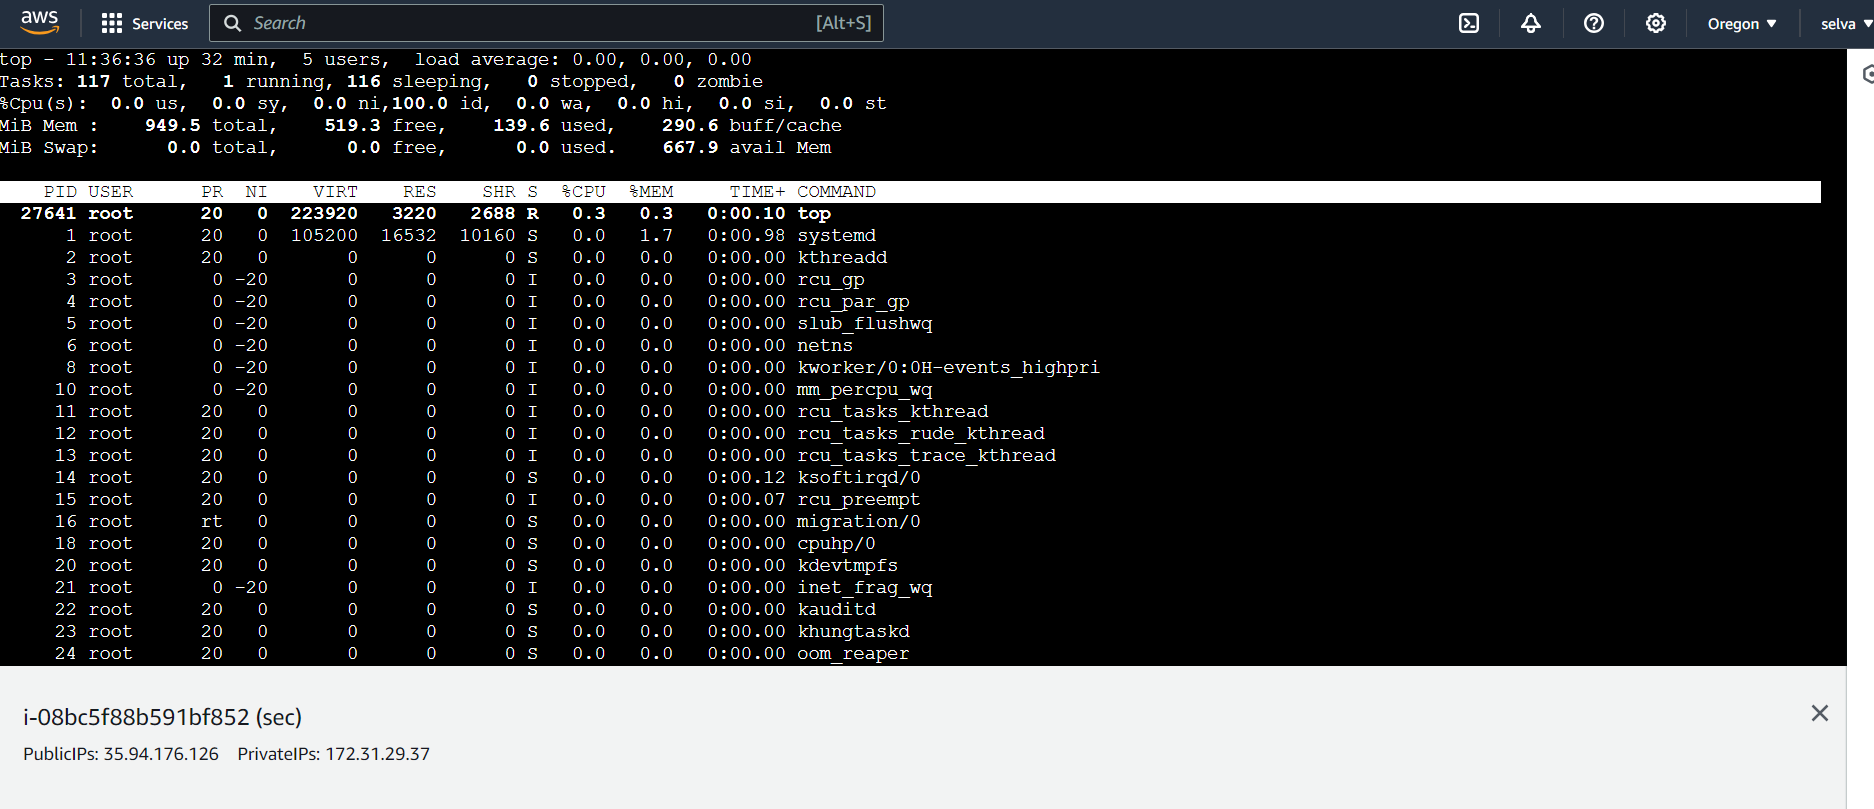 aws Services Search [Alt+S] Oregon selva
top - 11:36:36 up 32 min,  5 users,  load average: 0.00, 0.00, 0.00
Tasks: 117 total,   1 running, 116 sleeping,   0 stopped,   0 zombie
%Cpu(s):  0.0 us,  0.0 sy,  0.0 ni,100.0 id,  0.0 wa,  0.0 hi,  0.0 si,  0.0 st
MiB Mem :    949.5 total,    519.3 free,    139.6 used,    290.6 buff/cache
MiB Swap:      0.0 total,      0.0 free,      0.0 used.    667.9 avail Mem
PID USER      PR  NI    VIRT    RES    SHR S  %CPU  %MEM     TIME+ COMMAND
27641 root      20   0  223920   3220   2688 R   0.3   0.3   0:00.10 top
1 root      20   0  105200  16532  10160 S   0.0   1.7   0:00.98 systemd
2 root      20   0       0      0      0 S   0.0   0.0   0:00.00 kthreadd
3 root       0 -20       0      0      0 I   0.0   0.0   0:00.00 rcu_gp
4 root       0 -20       0      0      0 I   0.0   0.0   0:00.00 rcu_par_gp
5 root       0 -20       0      0      0 I   0.0   0.0   0:00.00 slub_flushwq
6 root       0 -20       0      0      0 I   0.0   0.0   0:00.00 netns
8 root       0 -20       0      0      0 I   0.0   0.0   0:00.00 kworker/0:0H-events_highpri
10 root       0 -20       0      0      0 I   0.0   0.0   0:00.00 mm_percpu_wq
11 root      20   0       0      0      0 I   0.0   0.0   0:00.00 rcu_tasks_kthread
12 root      20   0       0      0      0 I   0.0   0.0   0:00.00 rcu_tasks_rude_kthread
13 root      20   0       0      0      0 I   0.0   0.0   0:00.00 rcu_tasks_trace_kthread
14 root      20   0       0      0      0 S   0.0   0.0   0:00.12 ksoftirqd/0
15 root      20   0       0      0      0 I   0.0   0.0   0:00.07 rcu_preempt
16 root      rt   0       0      0      0 S   0.0   0.0   0:00.00 migration/0
18 root      20   0       0      0      0 S   0.0   0.0   0:00.00 cpuhp/0
20 root      20   0       0      0      0 S   0.0   0.0   0:00.00 kdevtmpfs
21 root       0 -20       0      0      0 I   0.0   0.0   0:00.00 inet_frag_wq
22 root      20   0       0      0      0 S   0.0   0.0   0:00.00 kauditd
23 root      20   0       0      0      0 S   0.0   0.0   0:00.00 khungtaskd
24 root      20   0       0      0      0 S   0.0   0.0   0:00.00 oom_reaper
i-08bc5f88b591bf852 (sec)
PublicIPs: 35.94.176.126 PrivateIPs: 172.31.29.37